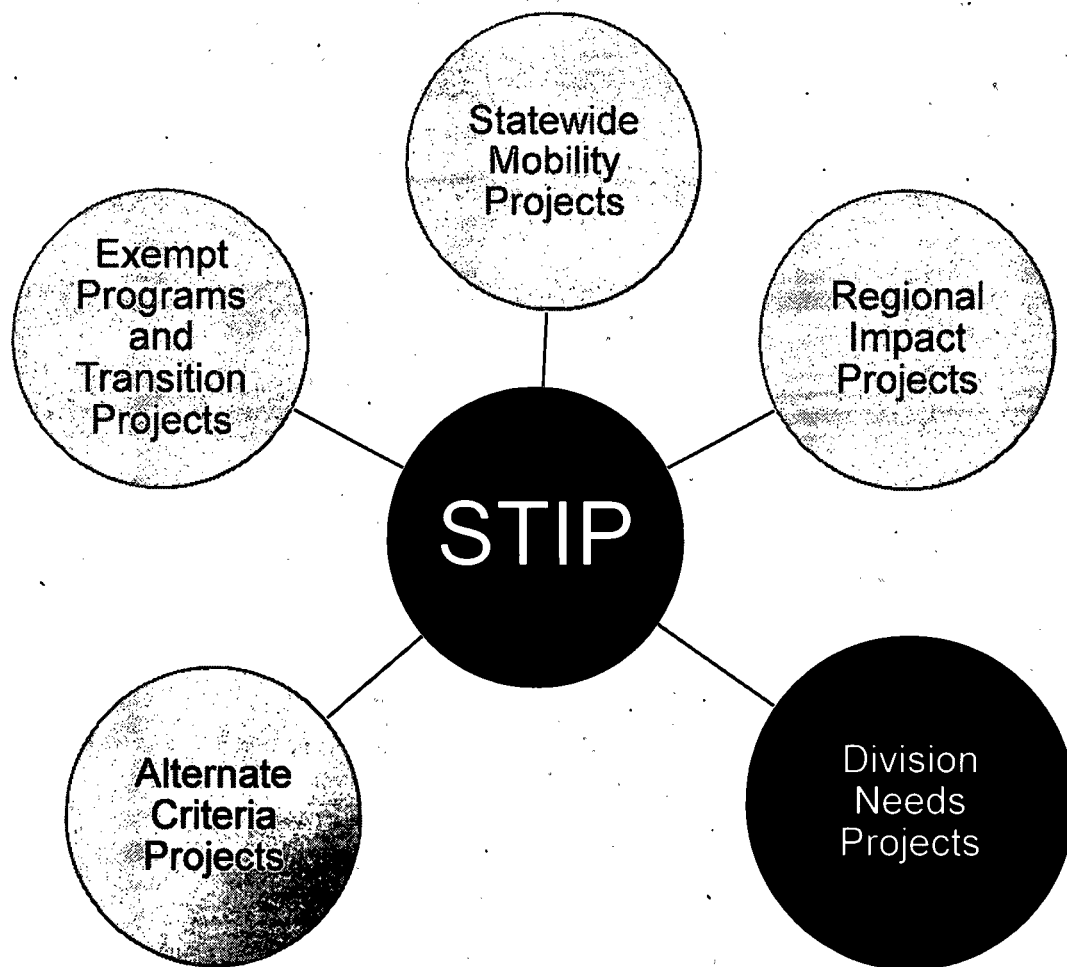 Statewide
Mobility
Projects
Exempt
Programs
and
Transition
Projects
Regional
Impact
Projects
STIP
Alternate
Criteria
Projects
Division
Needs
Projects